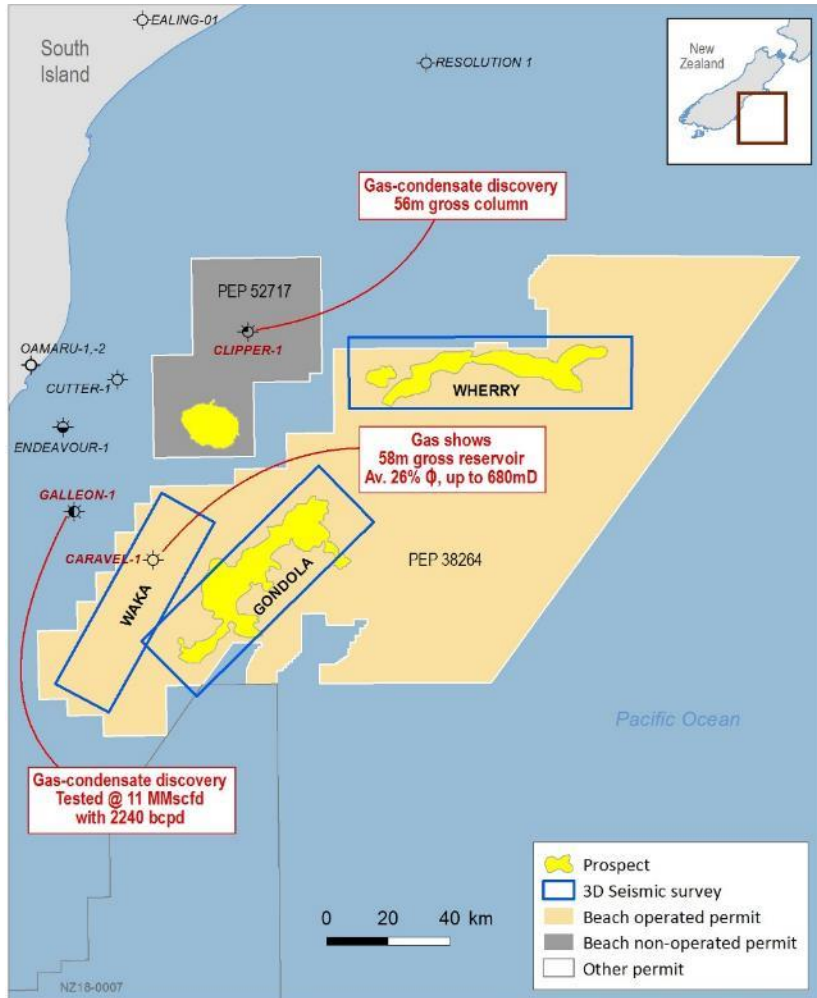 EALING-01
South
Island
RESOLUTION 1
New
Zealand
Gas-condensate discovery
56m gross column
PEP 52717
CLIPPER-1
OAMARU-1,-2
CUTTER-1
WHERRY
ENDEAVOUR-1
Gas shows
58m gross reservoir
Av. 26% Φ, up to 680mD
GALLEON-1
CARAVEL-1
PEP 38264
WAKA
GONDOLA
Pacific Ocean
Gas-condensate discovery
Tested @ 11 MMscfd
with 2240 bcpd
Prospect
3D Seismic survey
Beach operated permit
Beach non-operated permit
Other permit
0 20 40 km
NZ18-0007